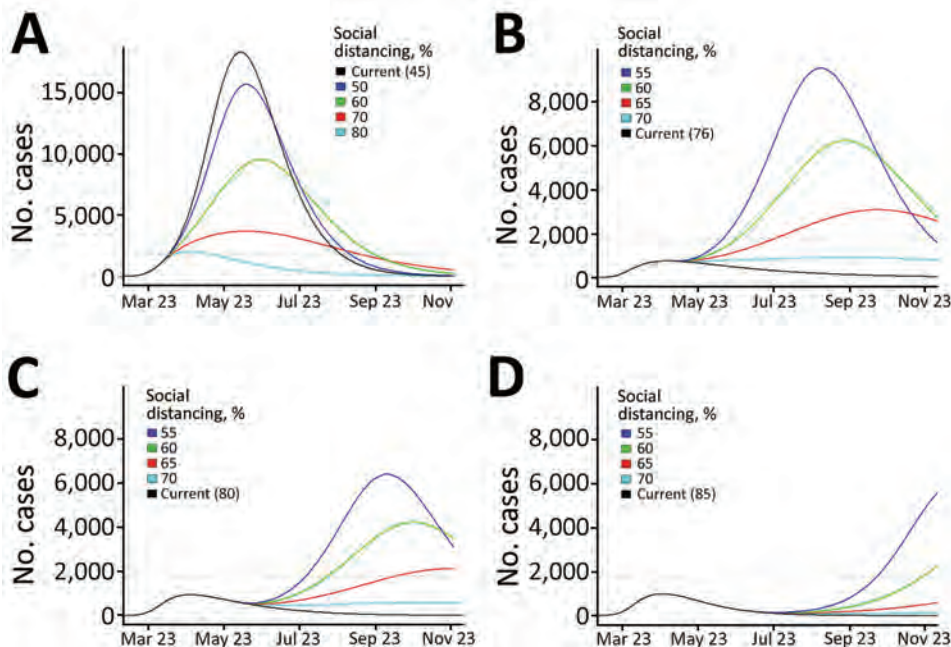 A
Social
distancing, %
Current (45)
50
60
70
80
No. cases
15,000
10,000
5,000
0
Mar 23 May 23 Jul 23 Sep 23 Nov 23
B
Social
distancing, %
55
60
65
70
Current (76)
No. cases
8,000
6,000
4,000
2,000
0
Mar 23 May 23 Jul 23 Sep 23 Nov 23
C
Social
distancing, %
55
60
65
70
Current (80)
No. cases
8,000
6,000
4,000
2,000
0
Mar 23 May 23 Jul 23 Sep 23 Nov 23
D
Social
distancing, %
55
60
65
70
Current (85)
No. cases
8,000
6,000
4,000
2,000
0
Mar 23 May 23 Jul 23 Sep 23 Nov 23